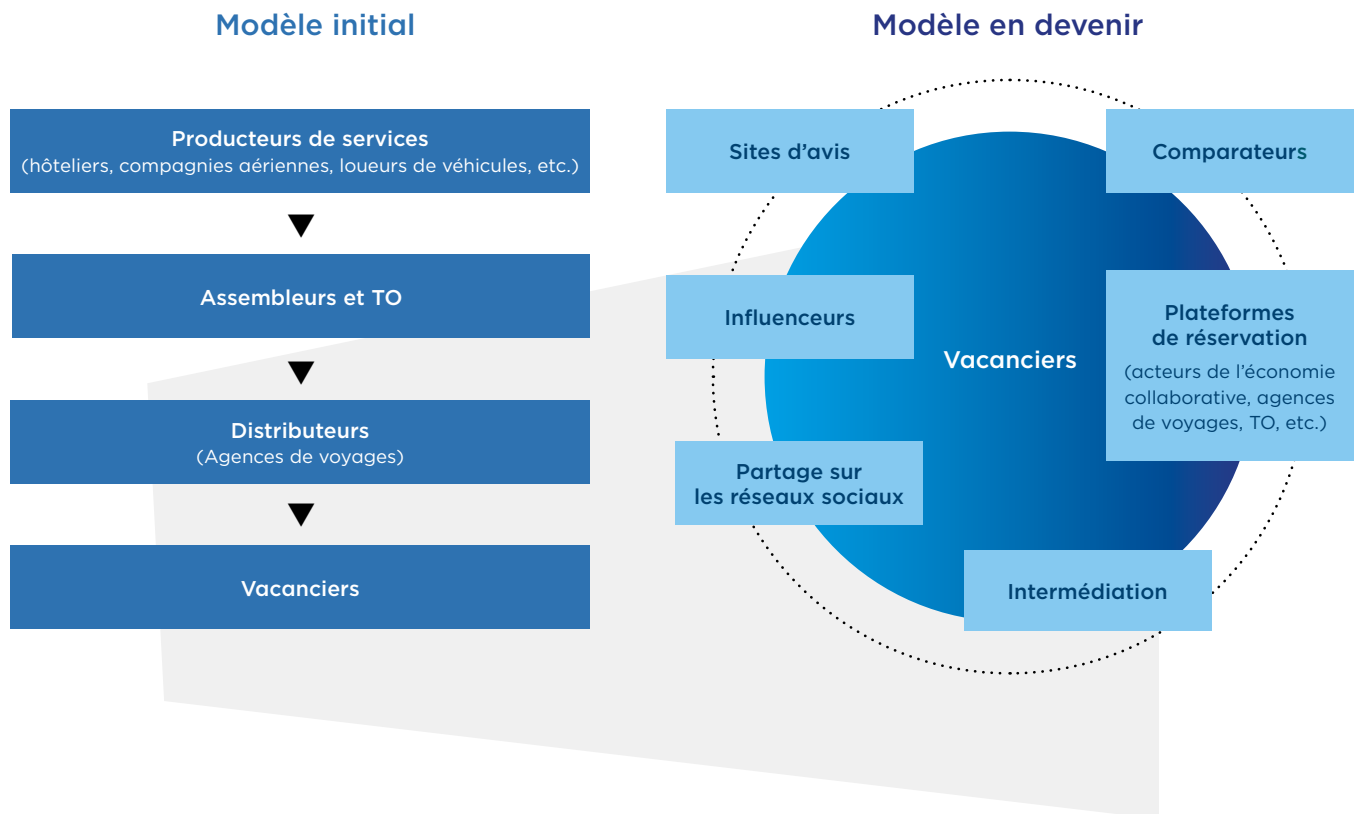 Modèle initial
Producteurs de services
(hôteliers, compagnies aériennes, loueurs de véhicules, etc.)
Assembleurs et TO
Distributeurs
(Agences de voyages)
Vacanciers
Modèle en devenir
Sites d'avis
Comparateurs
Influenceurs
Vacanciers
Plateformes
de réservation
(acteurs de l'économie
collaborative, agences
de voyages, TO, etc.)
Partage sur
les réseaux sociaux
Intermédiation